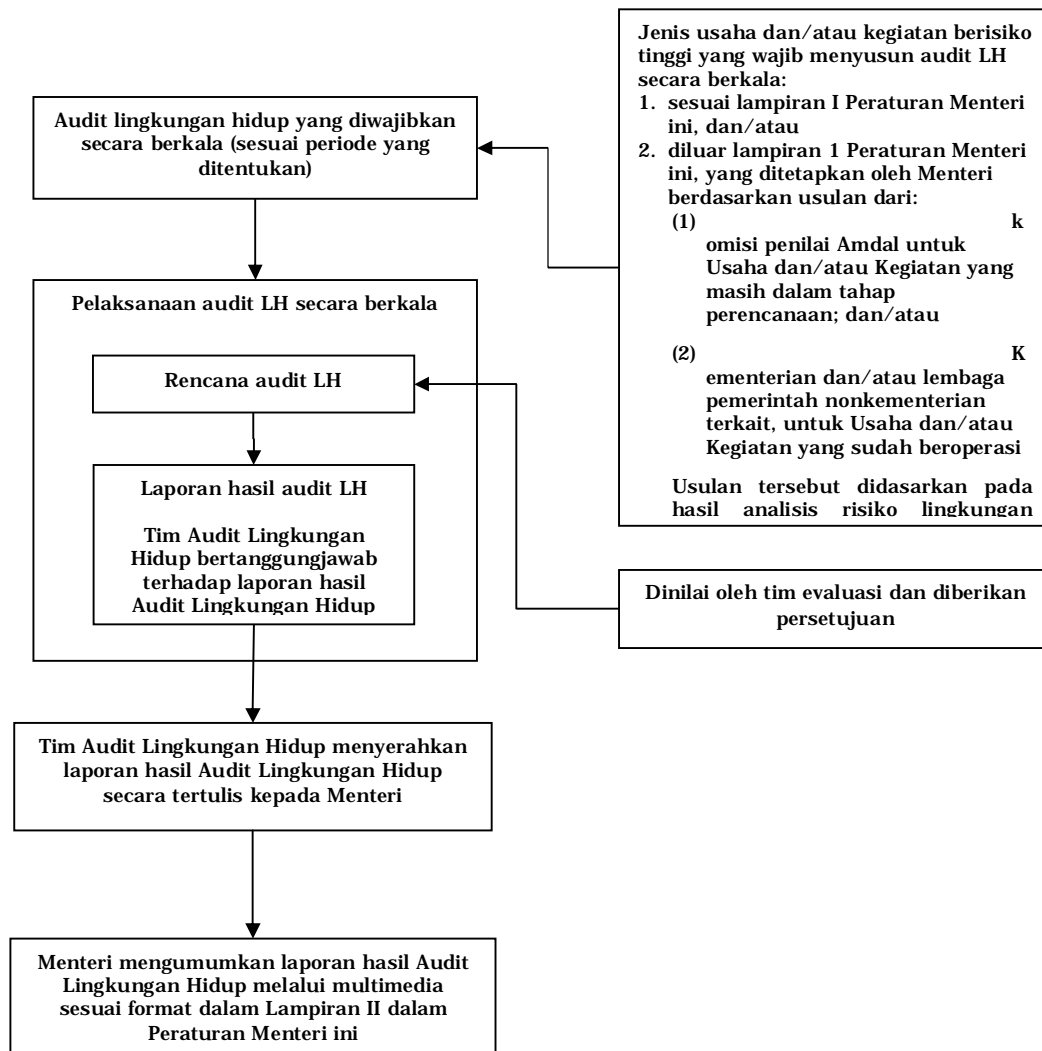 Audit lingkungan hidup yang diwajibkan
secara berkala (sesuai periode yang
ditentukan)
Jenis usaha dan/atau kegiatan berisiko
tinggi yang wajib menyusun audit LH
secara berkala:
1. sesuai lampiran I Peraturan Menteri
ini, dan/atau
2. diluar lampiran 1 Peraturan Menteri
ini, yang ditetapkan oleh Menteri
berdasarkan usulan dari:
(1) k
omisi penilai Amdal untuk
Usaha dan/atau Kegiatan yang
masih dalam tahap
perencanaan; dan/atau
(2) K
ementerian dan/atau lembaga
pemerintah nonkementerian
terkait, untuk Usaha dan/atau
Kegiatan yang sudah beroperasi
Usulan tersebut didasarkan pada
hasil analisis risiko lingkungan
Pelaksanaan audit LH secara berkala
Rencana audit LH
Laporan hasil audit LH
Tim Audit Lingkungan
Hidup bertanggungjawab
terhadap laporan hasil
Audit Lingkungan Hidup
Dinilai oleh tim evaluasi dan diberikan
persetujuan
Tim Audit Lingkungan Hidup menyerahkan
laporan hasil Audit Lingkungan Hidup
secara tertulis kepada Menteri
Menteri mengumumkan laporan hasil Audit
Lingkungan Hidup melalui multimedia
sesuai format dalam Lampiran II dalam
Peraturan Menteri ini